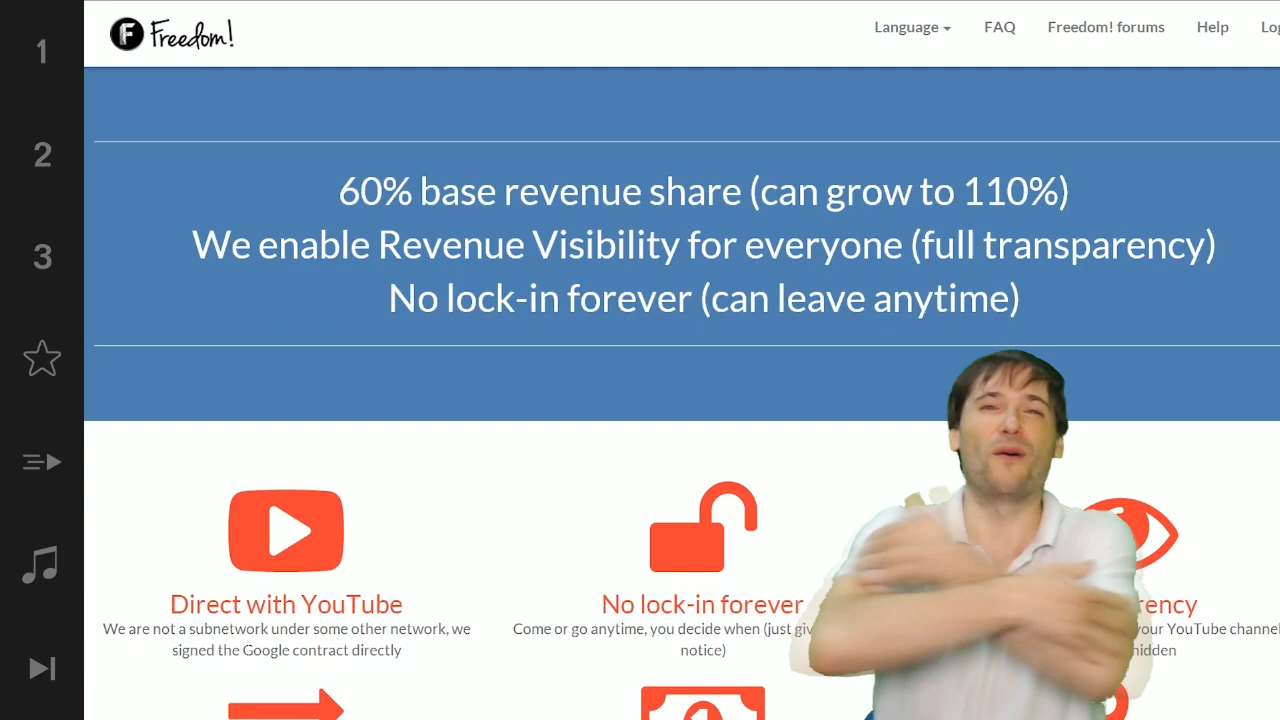 1
2
3
F Freedom!
Language FAQ Freedom! forums Help
60% base revenue share (can grow to 110%)
We enable Revenue Visibility for everyone (full transparency)
No lock-in forever (can leave anytime)
Direct with YouTube
We are not a subnetwork under some other network, we
signed the Google contract directly
No lock-in forever
Come or go anytime, you decide when (just
notice)
your YouTube channel